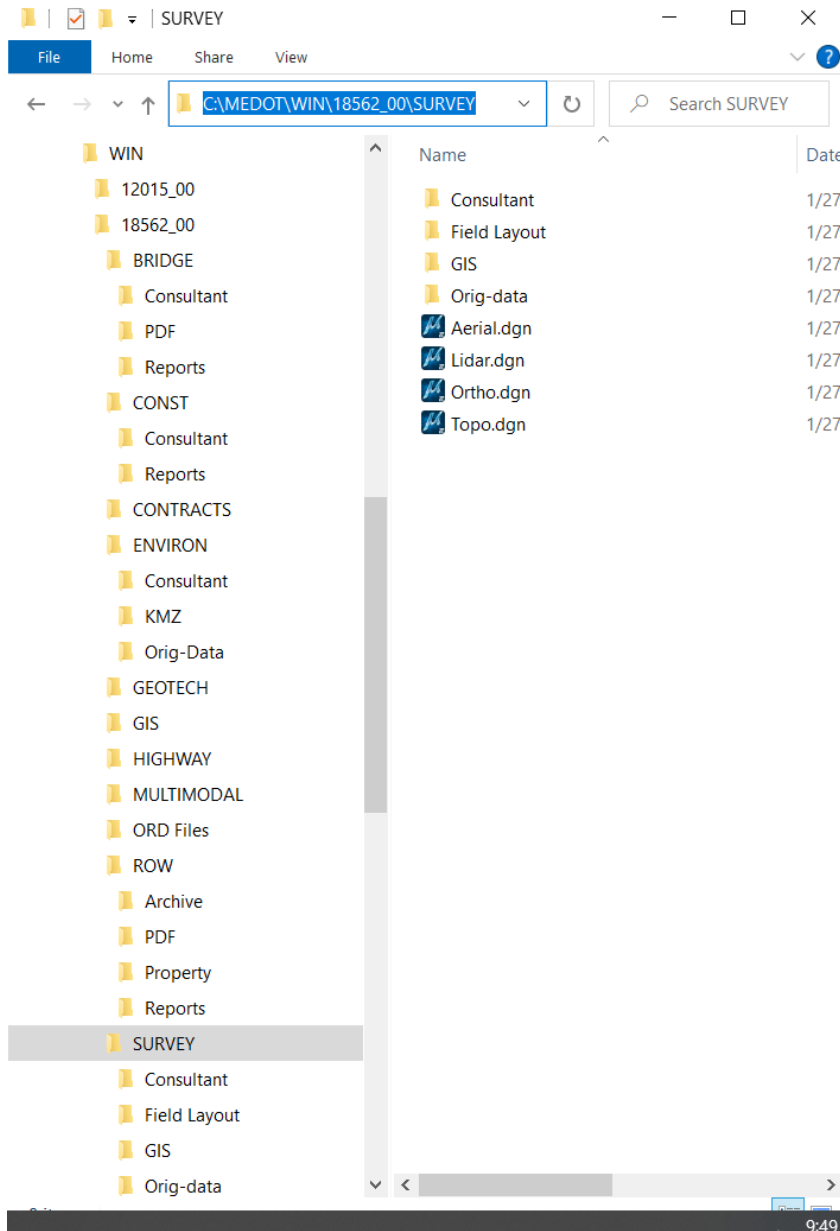 SURVEY
File Home Share View
C:\MEDOT\WIN\18562_00\SURVEY
Search SURVEY
WIN
12015_00
18562_00
BRIDGE
Consultant
PDF
Reports
CONST
Consultant
Reports
CONTRACTS
ENVIRON
Consultant
KMZ
Orig-Data
GEOTECH
GIS
HIGHWAY
MULTIMODAL
ORD Files
ROW
Archive
PDF
Property
Reports
SURVEY
Consultant
Field Layout
GIS
Orig-data
Name Date
Consultant 1/27
Field Layout 1/27
GIS 1/27
Orig-data 1/27
Aerial.dgn 1/27
Lidar.dgn 1/27
Ortho.dgn 1/27
Topo.dgn 1/27
9:49